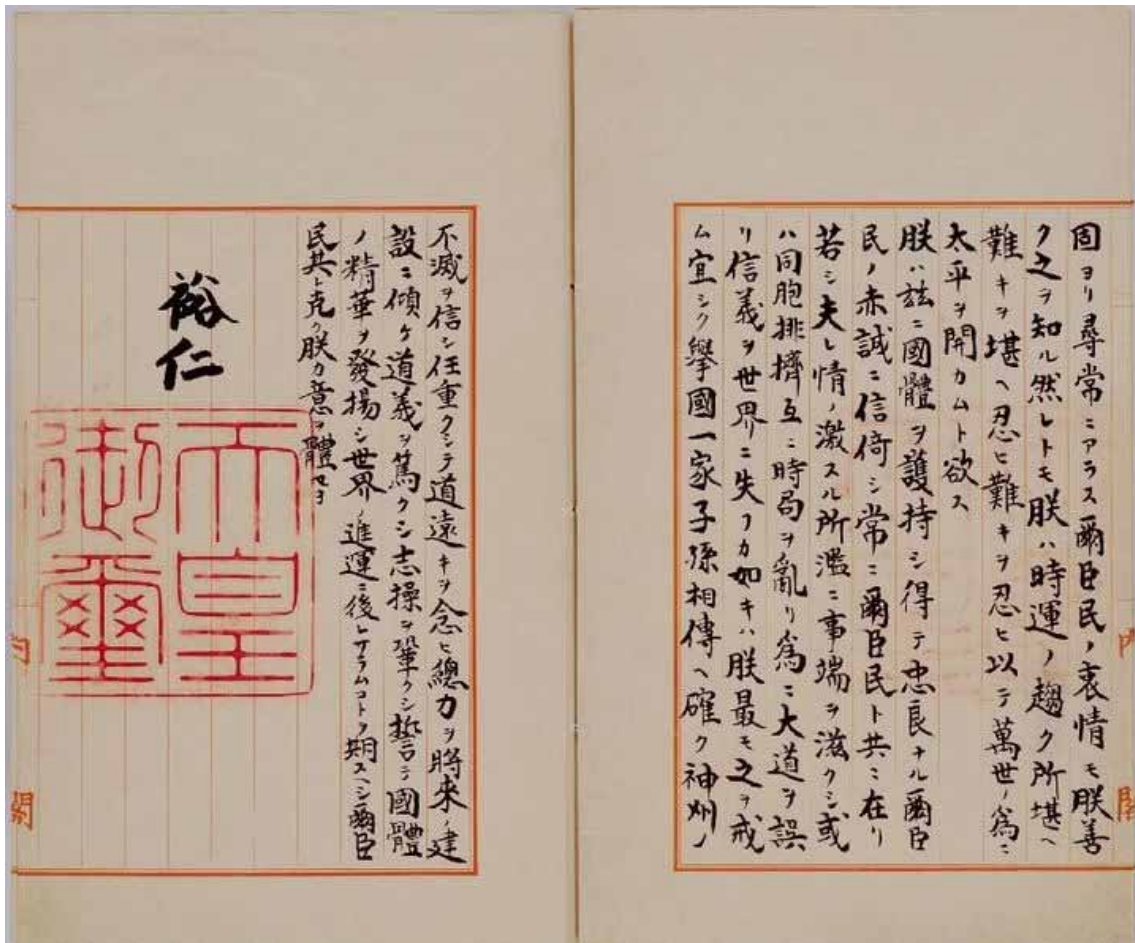 固ヨリ尋常ニアラス爾臣民ノ衷情モ朕善
ク之ヲ知ル然レトモ朕ハ時運ノ趨ク所堪ヘ
難キヲ堪ヘ忍ヒ難キヲ忍ヒ以テ萬世ノ為ニ
太平ヲ開カムト欲ス
朕ハ茲ニ國體ヲ護持シ得テ忠良ナル爾臣
民ノ赤誠ニ信倚シ常ニ爾臣民ト共ニ在リ
若シ夫レ情ノ激スル所濫ニ事端ヲ滋クシ或
ハ同胞排擠互ニ時局ヲ亂リ為ニ大道ヲ誤
リ信義ヲ世界ニ失フカ如キハ朕最モ之ヲ戒
ム宜シク擧國一家子孫相傳ヘ確ク神州ノ
不滅ヲ信シ任重クシテ道遠キヲ念ヒ總力ヲ將來ノ建
設ニ傾ケ道義ヲ篤クシ志操ヲ鞏クシ誓テ國體
ノ精華ヲ發揚シ世界ノ進運ニ後レサラムコトヲ期スヘシ爾臣
民其レ克ク朕カ意ヲ體セヨ
裕仁
天皇
御璽
内閣
内閣